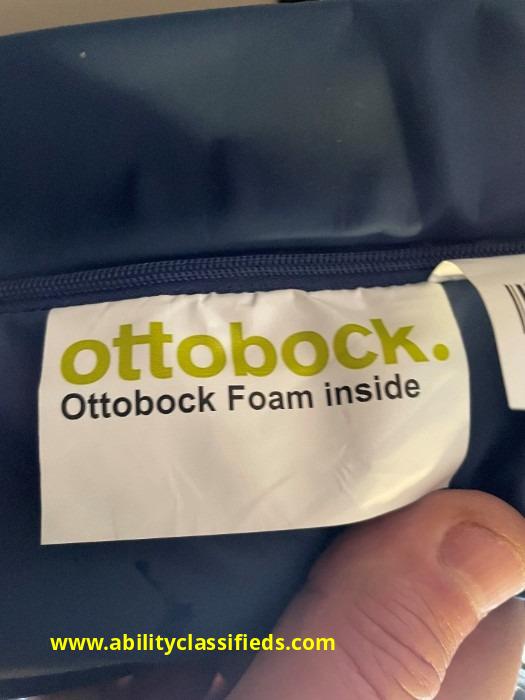 ottobock.
Ottobock Foam inside
www.abilityclassifieds.com